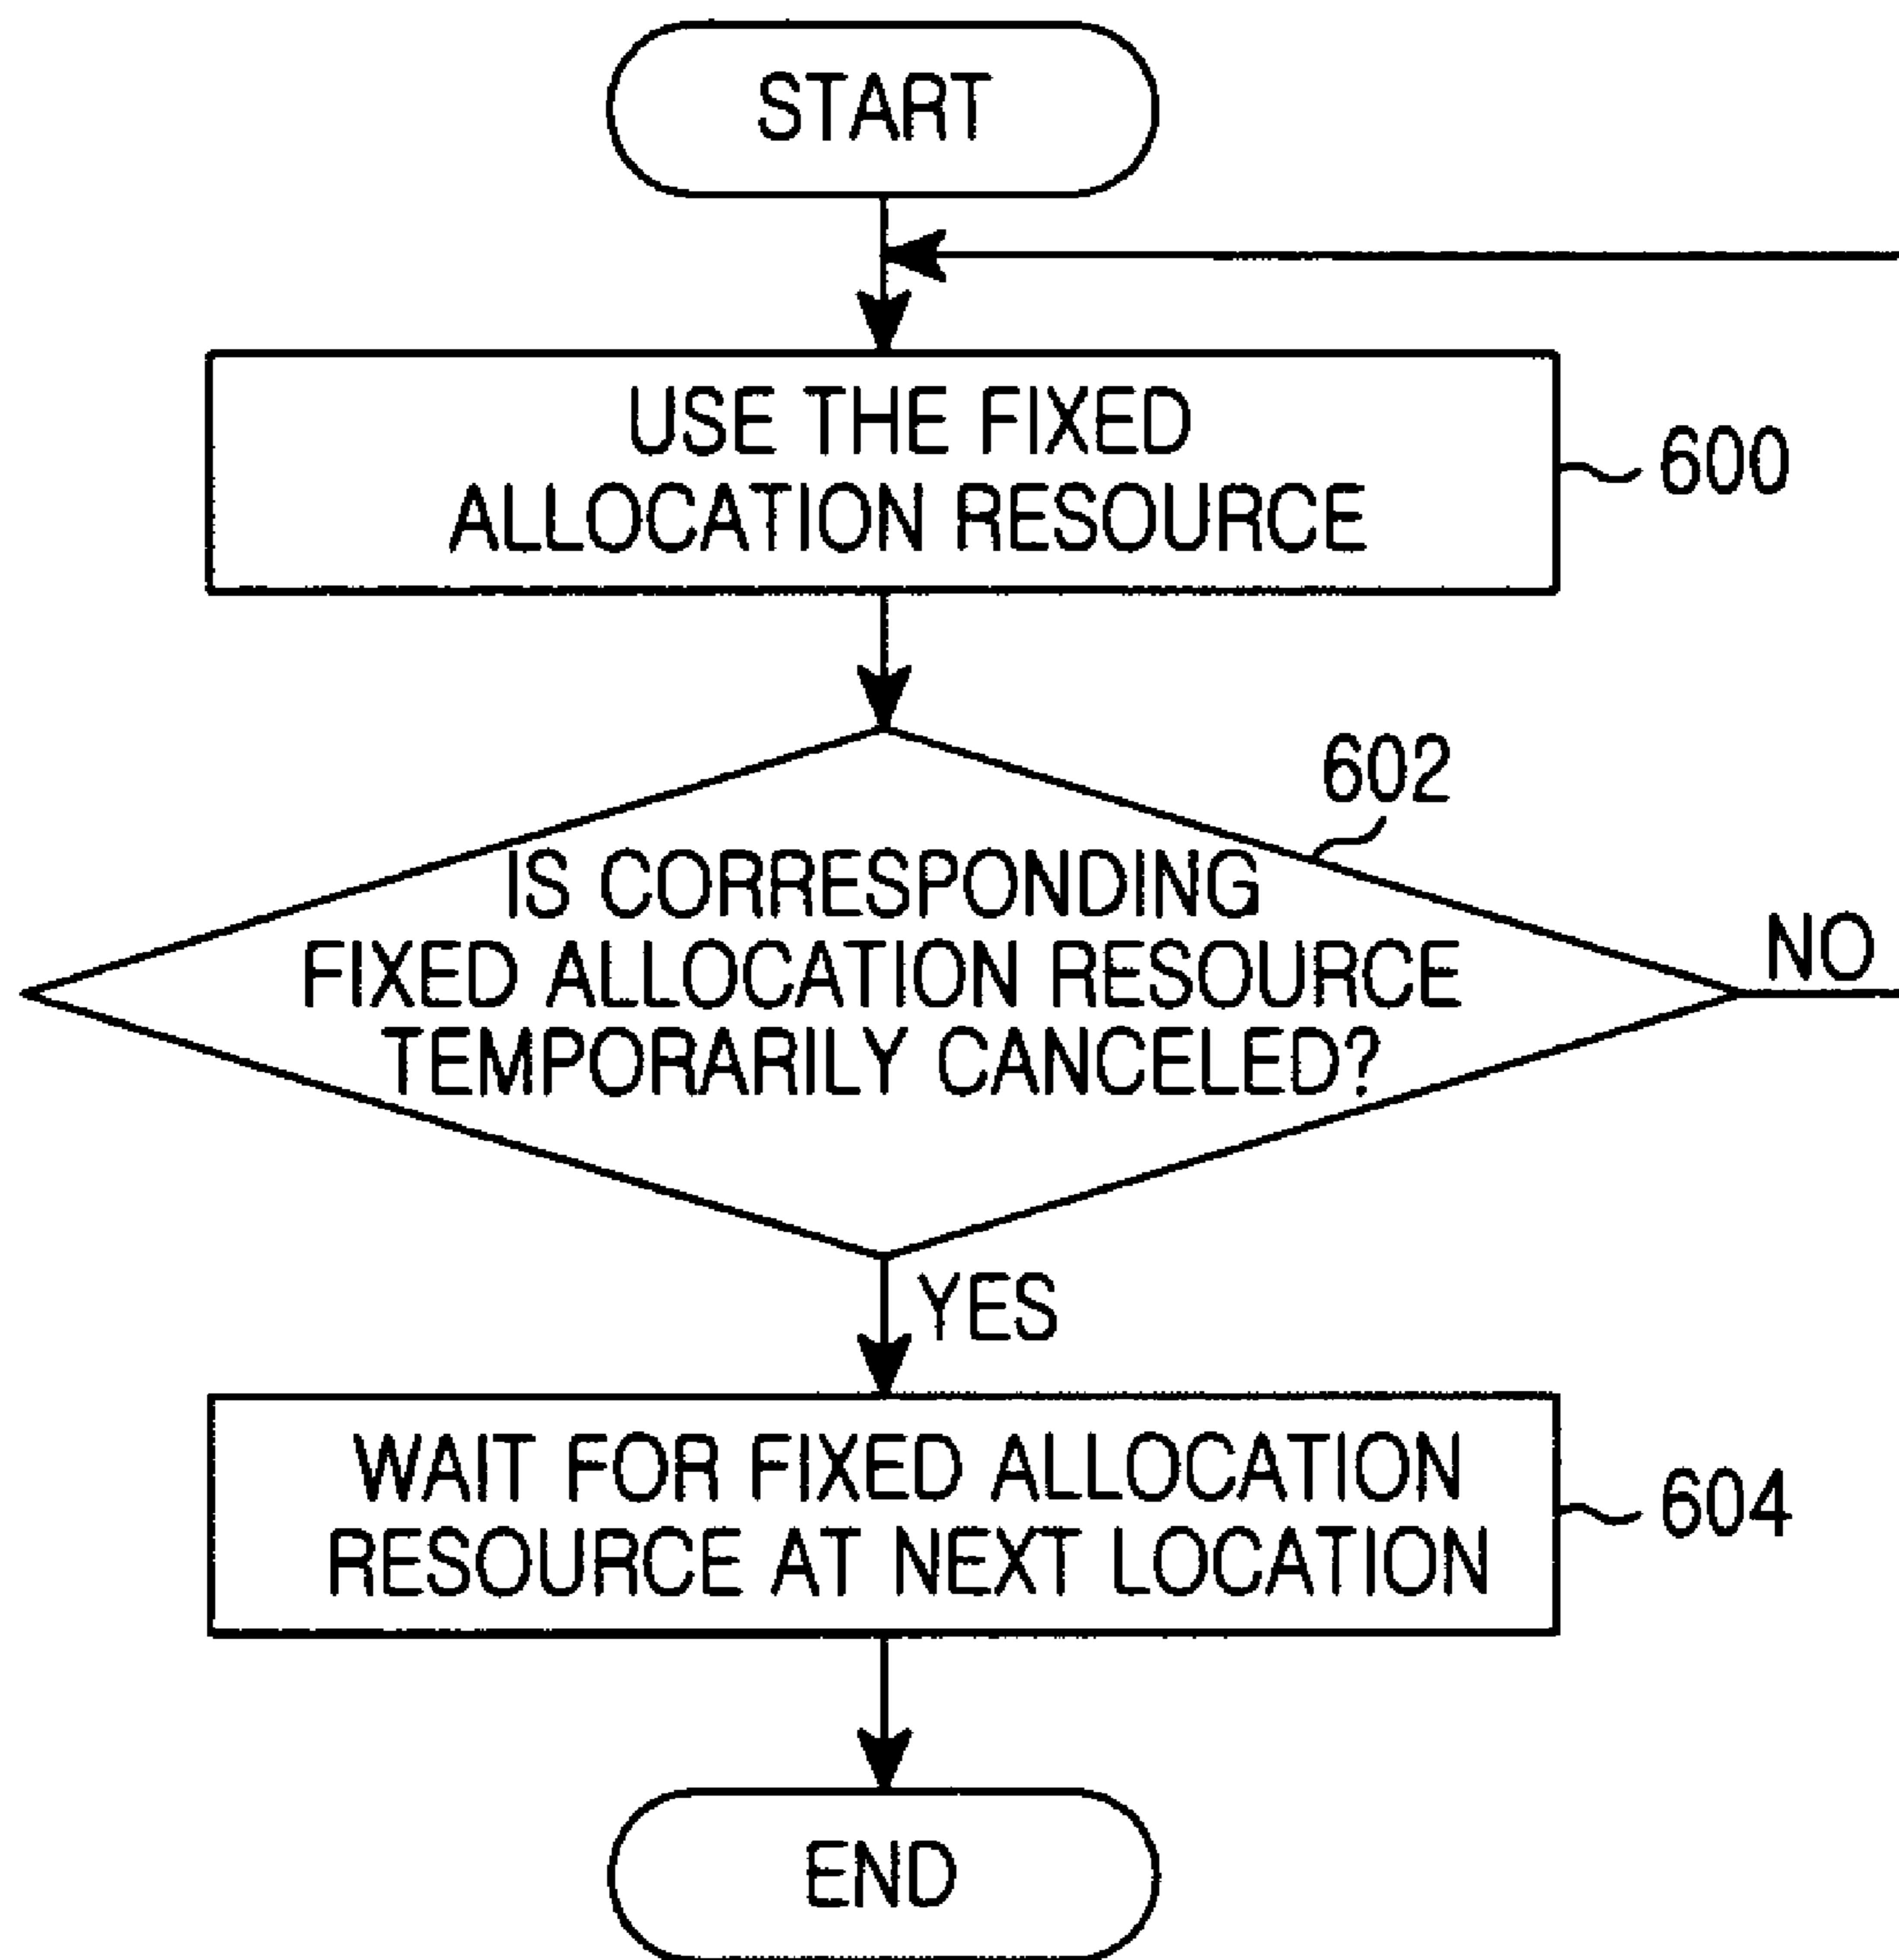 START
USE THE FIXED
ALLOCATION RESOURCE
600
602
IS CORRESPONDING
FIXED ALLOCATION RESOURCE
TEMPORARILY CANCELED?
NO
YES
WAIT FOR FIXED ALLOCATION
RESOURCE AT NEXT LOCATION
604
END